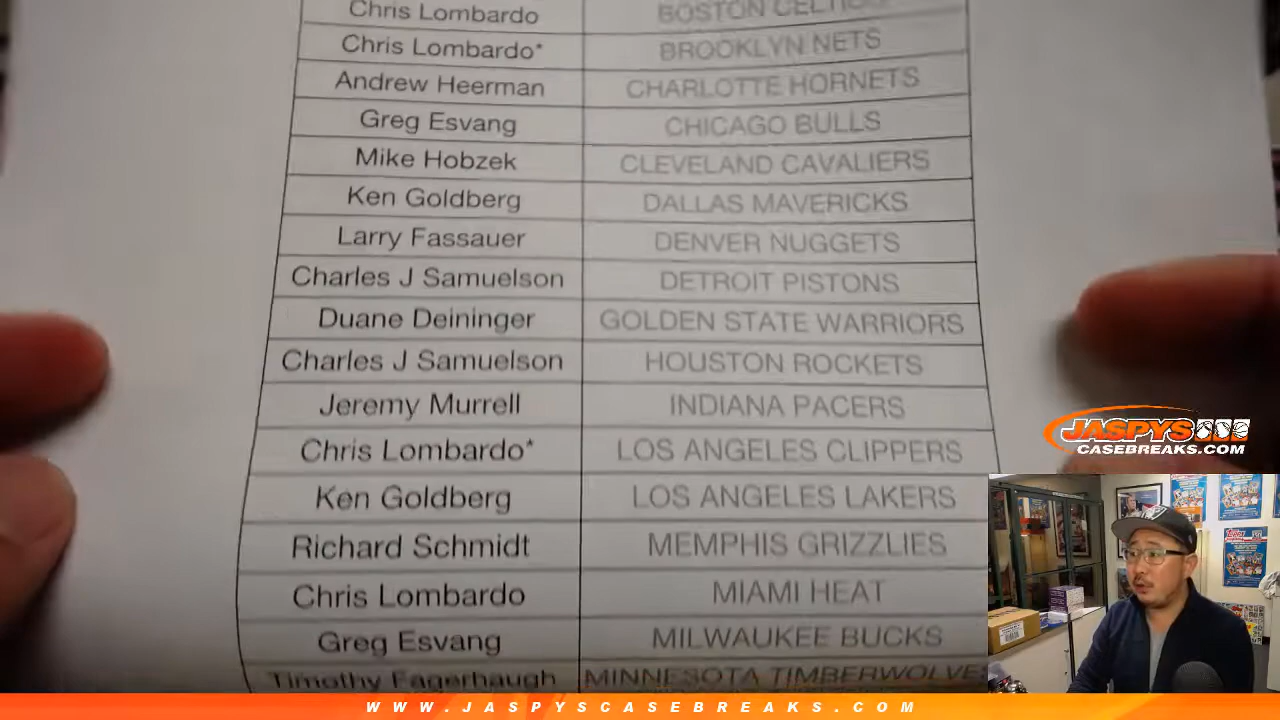 Chris Lombardo BOSTON CELTICS
Chris Lombardo* BROOKLYN NETS
Andrew Heerman CHARLOTTE HORNETS
Greg Esvang CHICAGO BULLS
Mike Hobzek CLEVELAND CAVALIERS
Ken Goldberg DALLAS MAVERICKS
Larry Fassauer DENVER NUGGETS
Charles J Samuelson DETROIT PISTONS
Duane Deininger GOLDEN STATE WARRIORS
Charles J Samuelson HOUSTON ROCKETS
Jeremy Murrell INDIANA PACERS
Chris Lombardo* LOS ANGELES CLIPPERS
Ken Goldberg LOS ANGELES LAKERS
Richard Schmidt MEMPHIS GRIZZLIES
Chris Lombardo MIAMI HEAT
Greg Esvang MILWAUKEE BUCKS
Timothy Fagerhaugh MINNESOTA TIMBERWOLVES
JASPYS
CASEBREAKS.COM
Topps
WWW.JASPYSCASEBREAKS.COM